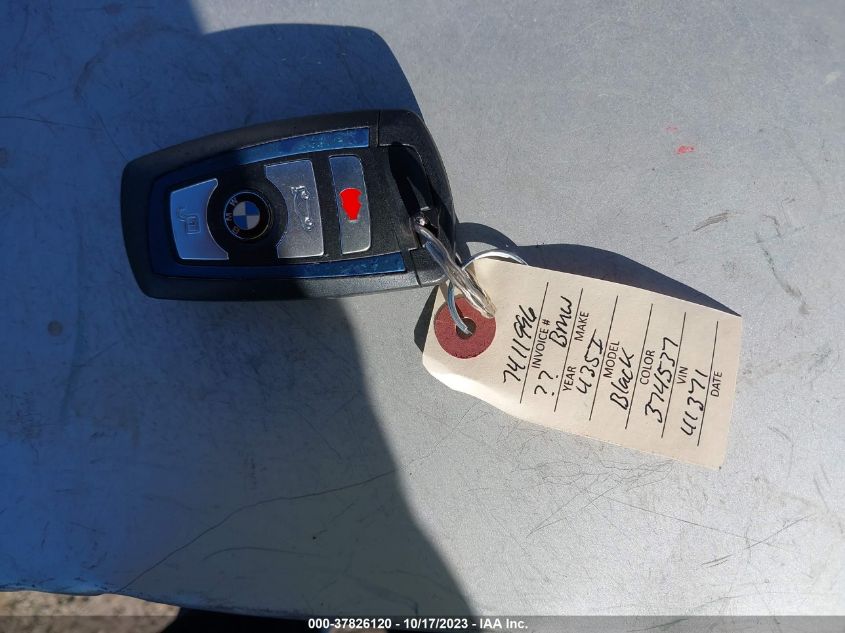 BMW
7411996
INVOICE #
?? BMW
YEAR MAKE
435I
MODEL
Black
COLOR
374537
VIN
41371
DATE
000-37826120 - 10/17/2023 - IAA Inc.